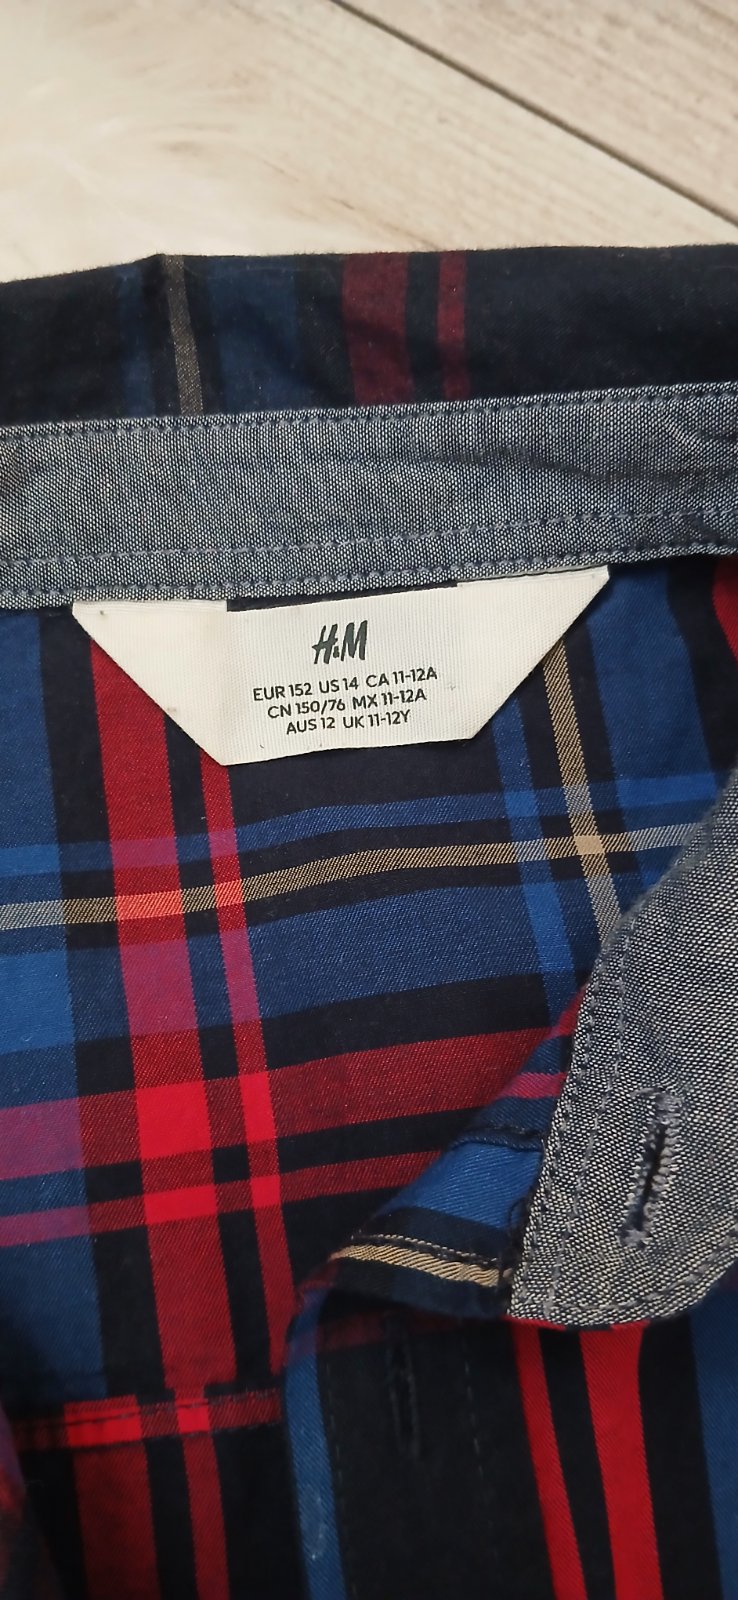 H&M
EUR 152 US 14 CA 11-12A
CN 150/76 MX 11-12A
AUS 12 UK 11-12Y